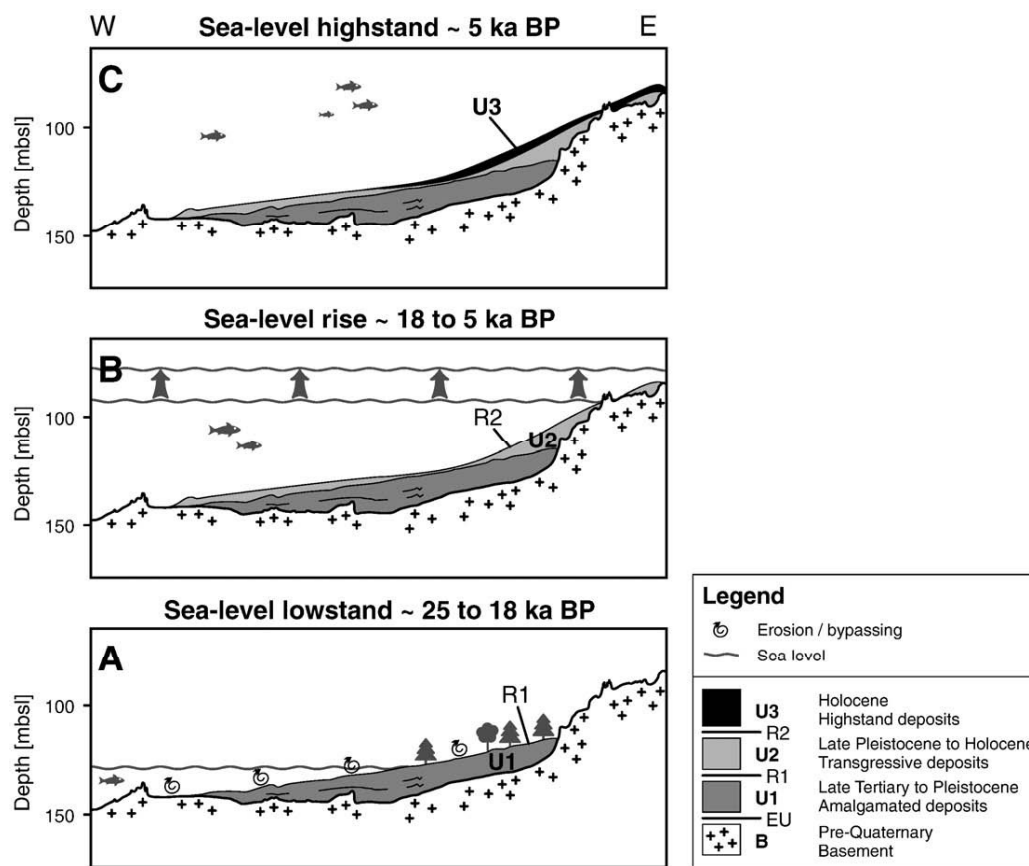 W
Sea-level highstand ~ 5 ka BP
E
C
U3
Depth [mbsl]
100
150
Sea-level rise ~ 18 to 5 ka BP
B
R2
U2
Depth [mbsl]
100
150
Sea-level lowstand ~ 25 to 18 ka BP
A
R1
U1
Depth [mbsl]
100
150
Legend
Erosion / bypassing
Sea level
U3 Holocene
Highstand deposits
R2
U2 Late Pleistocene to Holocene
Transgressive deposits
R1
U1 Late Tertiary to Pleistocene
Amalgamated deposits
EU
B Pre-Quaternary
Basement